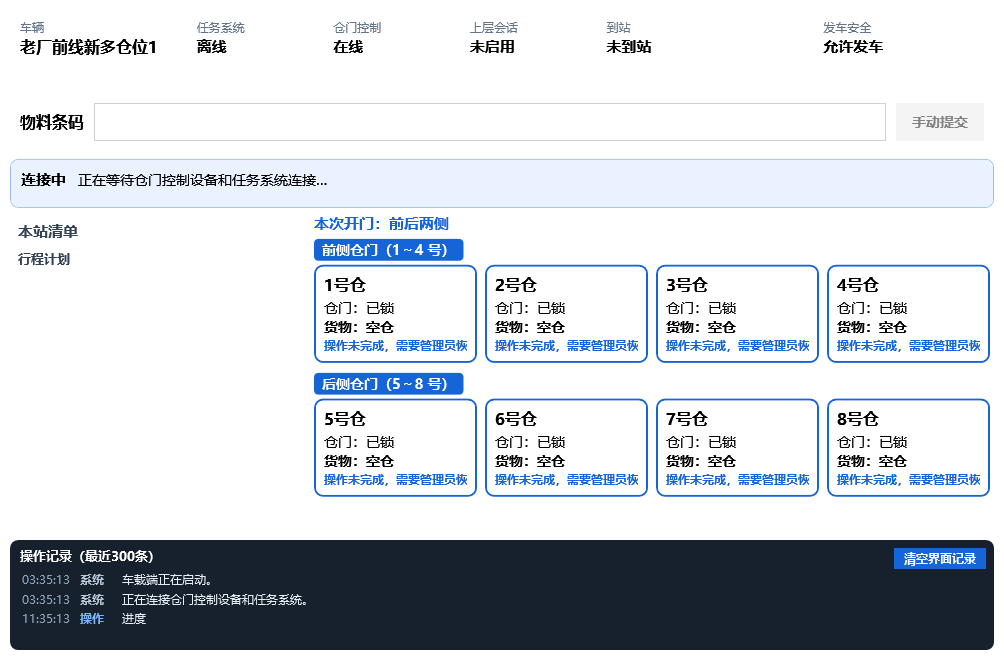 车辆 任务系统 仓门控制 上层会话 到站 发车安全
老厂前线新多仓位1 离线 在线 未启用 未到站 允许发车
物料条码 手动提交
连接中 正在等待仓门控制设备和任务系统连接...
本站清单
行程计划
本次开门：前后两侧
前侧仓门（1～4 号）
1号仓 2号仓 3号仓 4号仓
仓门：已锁 仓门：已锁 仓门：已锁 仓门：已锁
货物：空仓 货物：空仓 货物：空仓 货物：空仓
操作未完成，需要管理员恢 操作未完成，需要管理员恢 操作未完成，需要管理员恢 操作未完成，需要管理员恢
后侧仓门（5～8 号）
5号仓 6号仓 7号仓 8号仓
仓门：已锁 仓门：已锁 仓门：已锁 仓门：已锁
货物：空仓 货物：空仓 货物：空仓 货物：空仓
操作未完成，需要管理员恢 操作未完成，需要管理员恢 操作未完成，需要管理员恢 操作未完成，需要管理员恢
操作记录（最近300条） 清空界面记录
03:35:13 系统 车载端正在启动。
03:35:13 系统 正在连接仓门控制设备和任务系统。
11:35:13 操作 进度